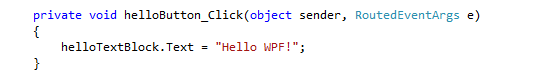 private void helloButton_Click(object sender, RoutedEventArgs e)
{
    helloTextBlock.Text = "Hello WPF!";
}